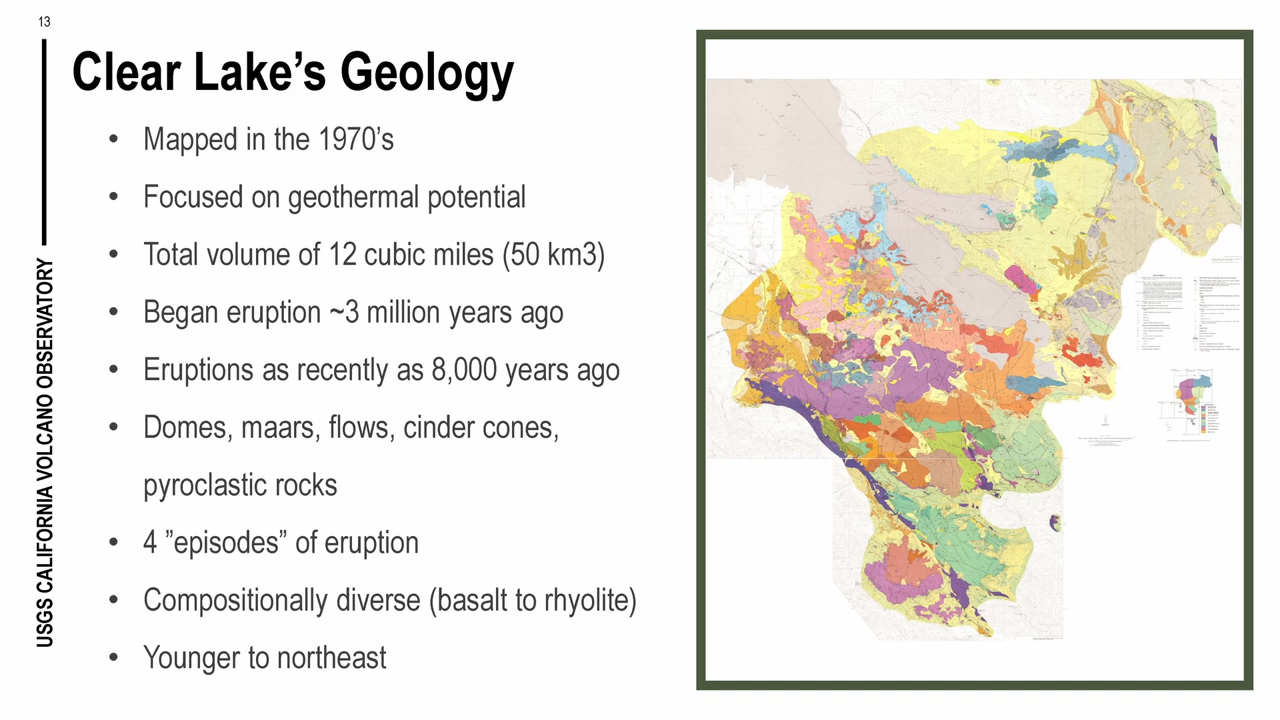 13
USGS CALIFORNIA VOLCANO OBSERVATORY
Clear Lake’s Geology
• Mapped in the 1970’s
• Focused on geothermal potential
• Total volume of 12 cubic miles (50 km3)
• Began eruption ~3 million years ago
• Eruptions as recently as 8,000 years ago
• Domes, maars, flows, cinder cones,
pyroclastic rocks
• 4 ”episodes” of eruption
• Compositionally diverse (basalt to rhyolite)
• Younger to northeast